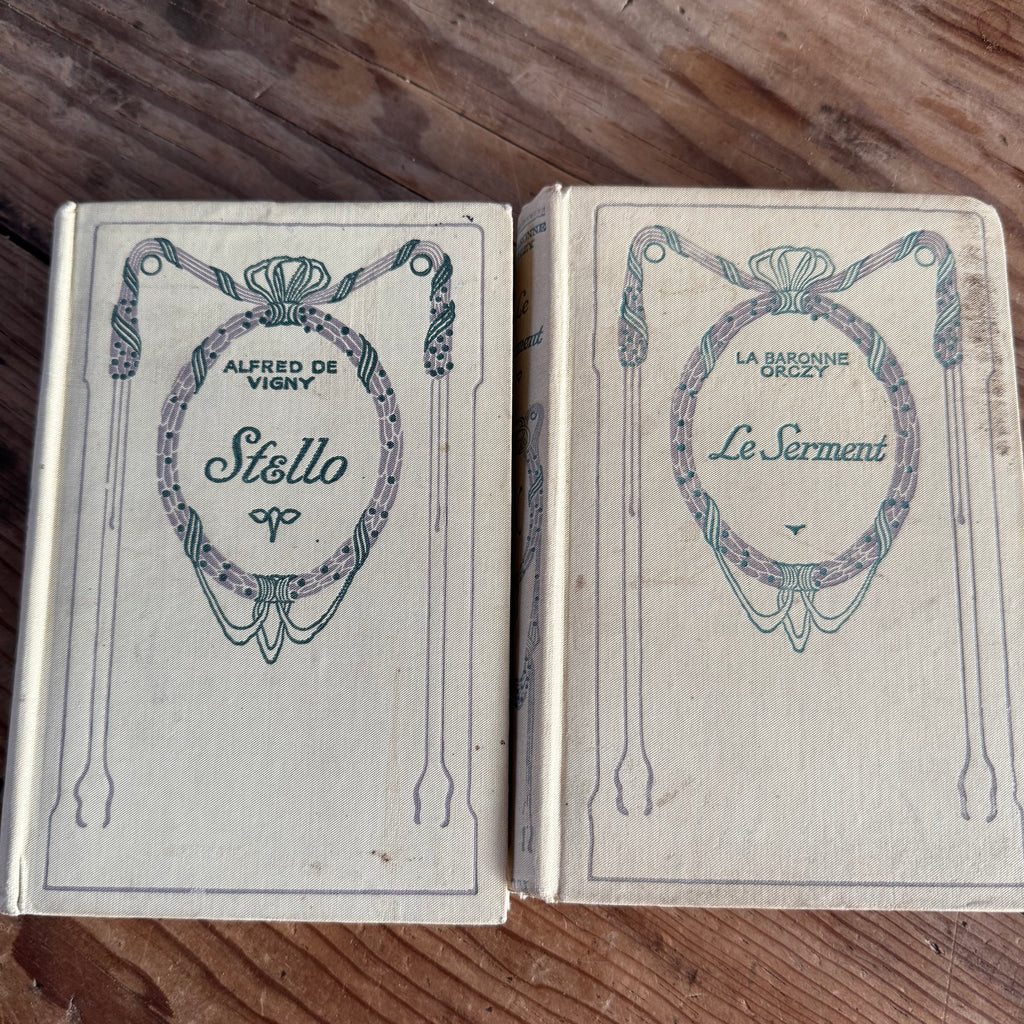 ALFRED DE
VIGNY
Stello
LA BARONNE
ORCZY
Le Serment